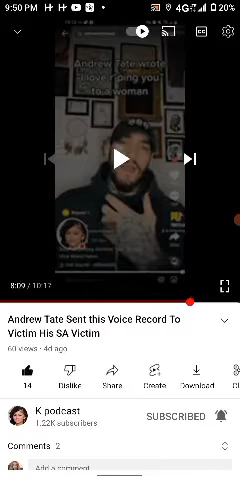 9:50 PM
4G
20%
Andrew Tate wrote
"I love r*ping you"
to a woman
8:09 / 10:17
Andrew Tate Sent this Voice Record To
Victim His SA Victim
60 views · 4d ago
14
Dislike
Share
Create
Download
K podcast
1.22K subscribers
SUBSCRIBED
Comments 2
Add a comment...